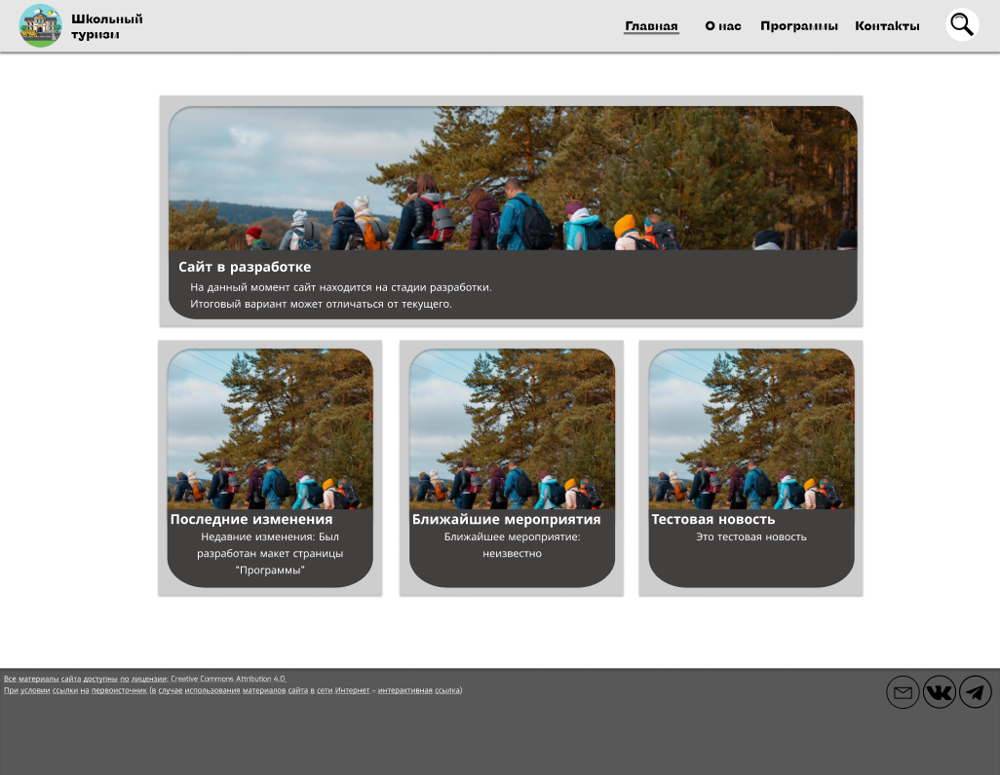 Школьный
туризм
Главная
О нас
Программы
Контакты
Сайт в разработке
На данный момент сайт находится на стадии разработки.
Итоговый вариант может отличаться от текущего.
Последние изменения
Недавние изменения: Был
разработан макет страницы
"Программы"
Ближайшие мероприятия
Ближайшее мероприятие:
неизвестно
Тестовая новость
Это тестовая новость
Все материалы сайта доступны по лицензии: Creative Commons Attribution 4.0
При условии ссылки на первоисточник (в случае использования материалов сайта в сети Интернет – интерактивная ссылка)